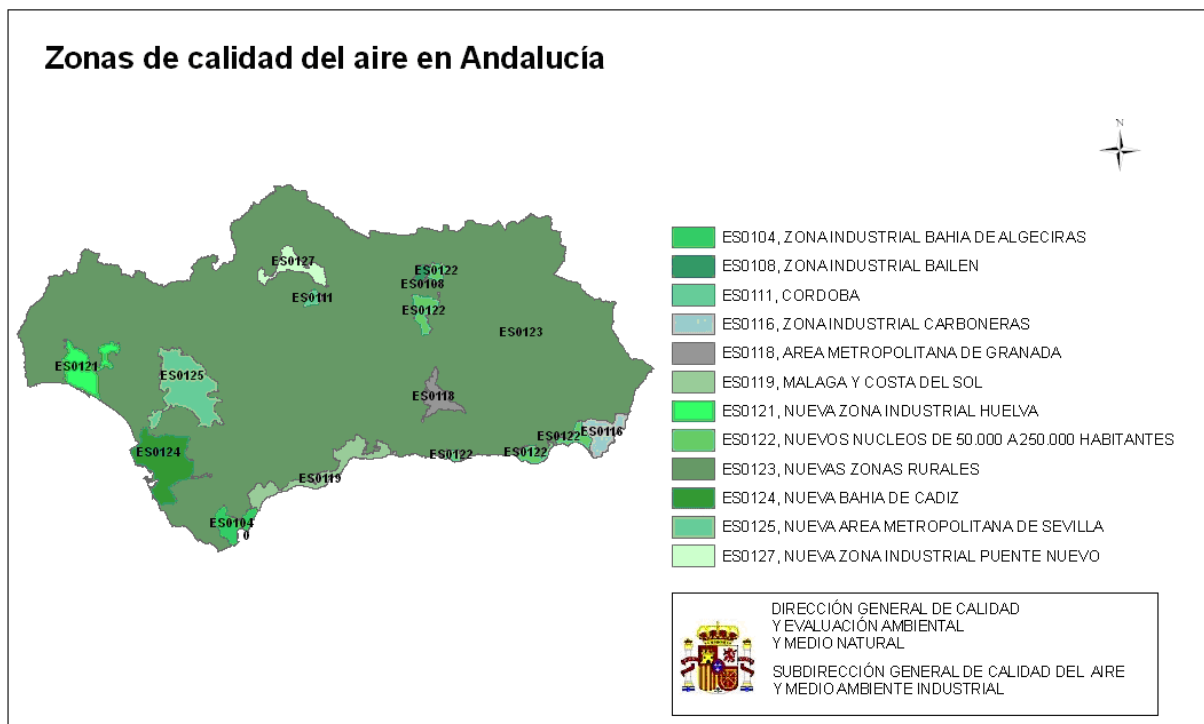 Zonas de calidad del aire en Andalucía
N
ES0127
ES0122
ES0108
ES0111
ES0122
ES0123
ES0121
ES0125
ES0118
ES0124
ES0122
ES0116
ES0122
ES0122
ES0119
ES0104
0
ES0104, ZONA INDUSTRIAL BAHIA DE ALGECIRAS
ES0108, ZONA INDUSTRIAL BAILEN
ES0111, CORDOBA
ES0116, ZONA INDUSTRIAL CARBONERAS
ES0118, AREA METROPOLITANA DE GRANADA
ES0119, MALAGA Y COSTA DEL SOL
ES0121, NUEVA ZONA INDUSTRIAL HUELVA
ES0122, NUEVOS NUCLEOS DE 50.000 A 250.000 HABITANTES
ES0123, NUEVAS ZONAS RURALES
ES0124, NUEVA BAHIA DE CADIZ
ES0125, NUEVA AREA METROPOLITANA DE SEVILLA
ES0127, NUEVA ZONA INDUSTRIAL PUENTE NUEVO
DIRECCIÓN GENERAL DE CALIDAD
Y EVALUACIÓN AMBIENTAL
Y MEDIO NATURAL
SUBDIRECCIÓN GENERAL DE CALIDAD DEL AIRE
Y MEDIO AMBIENTE INDUSTRIAL